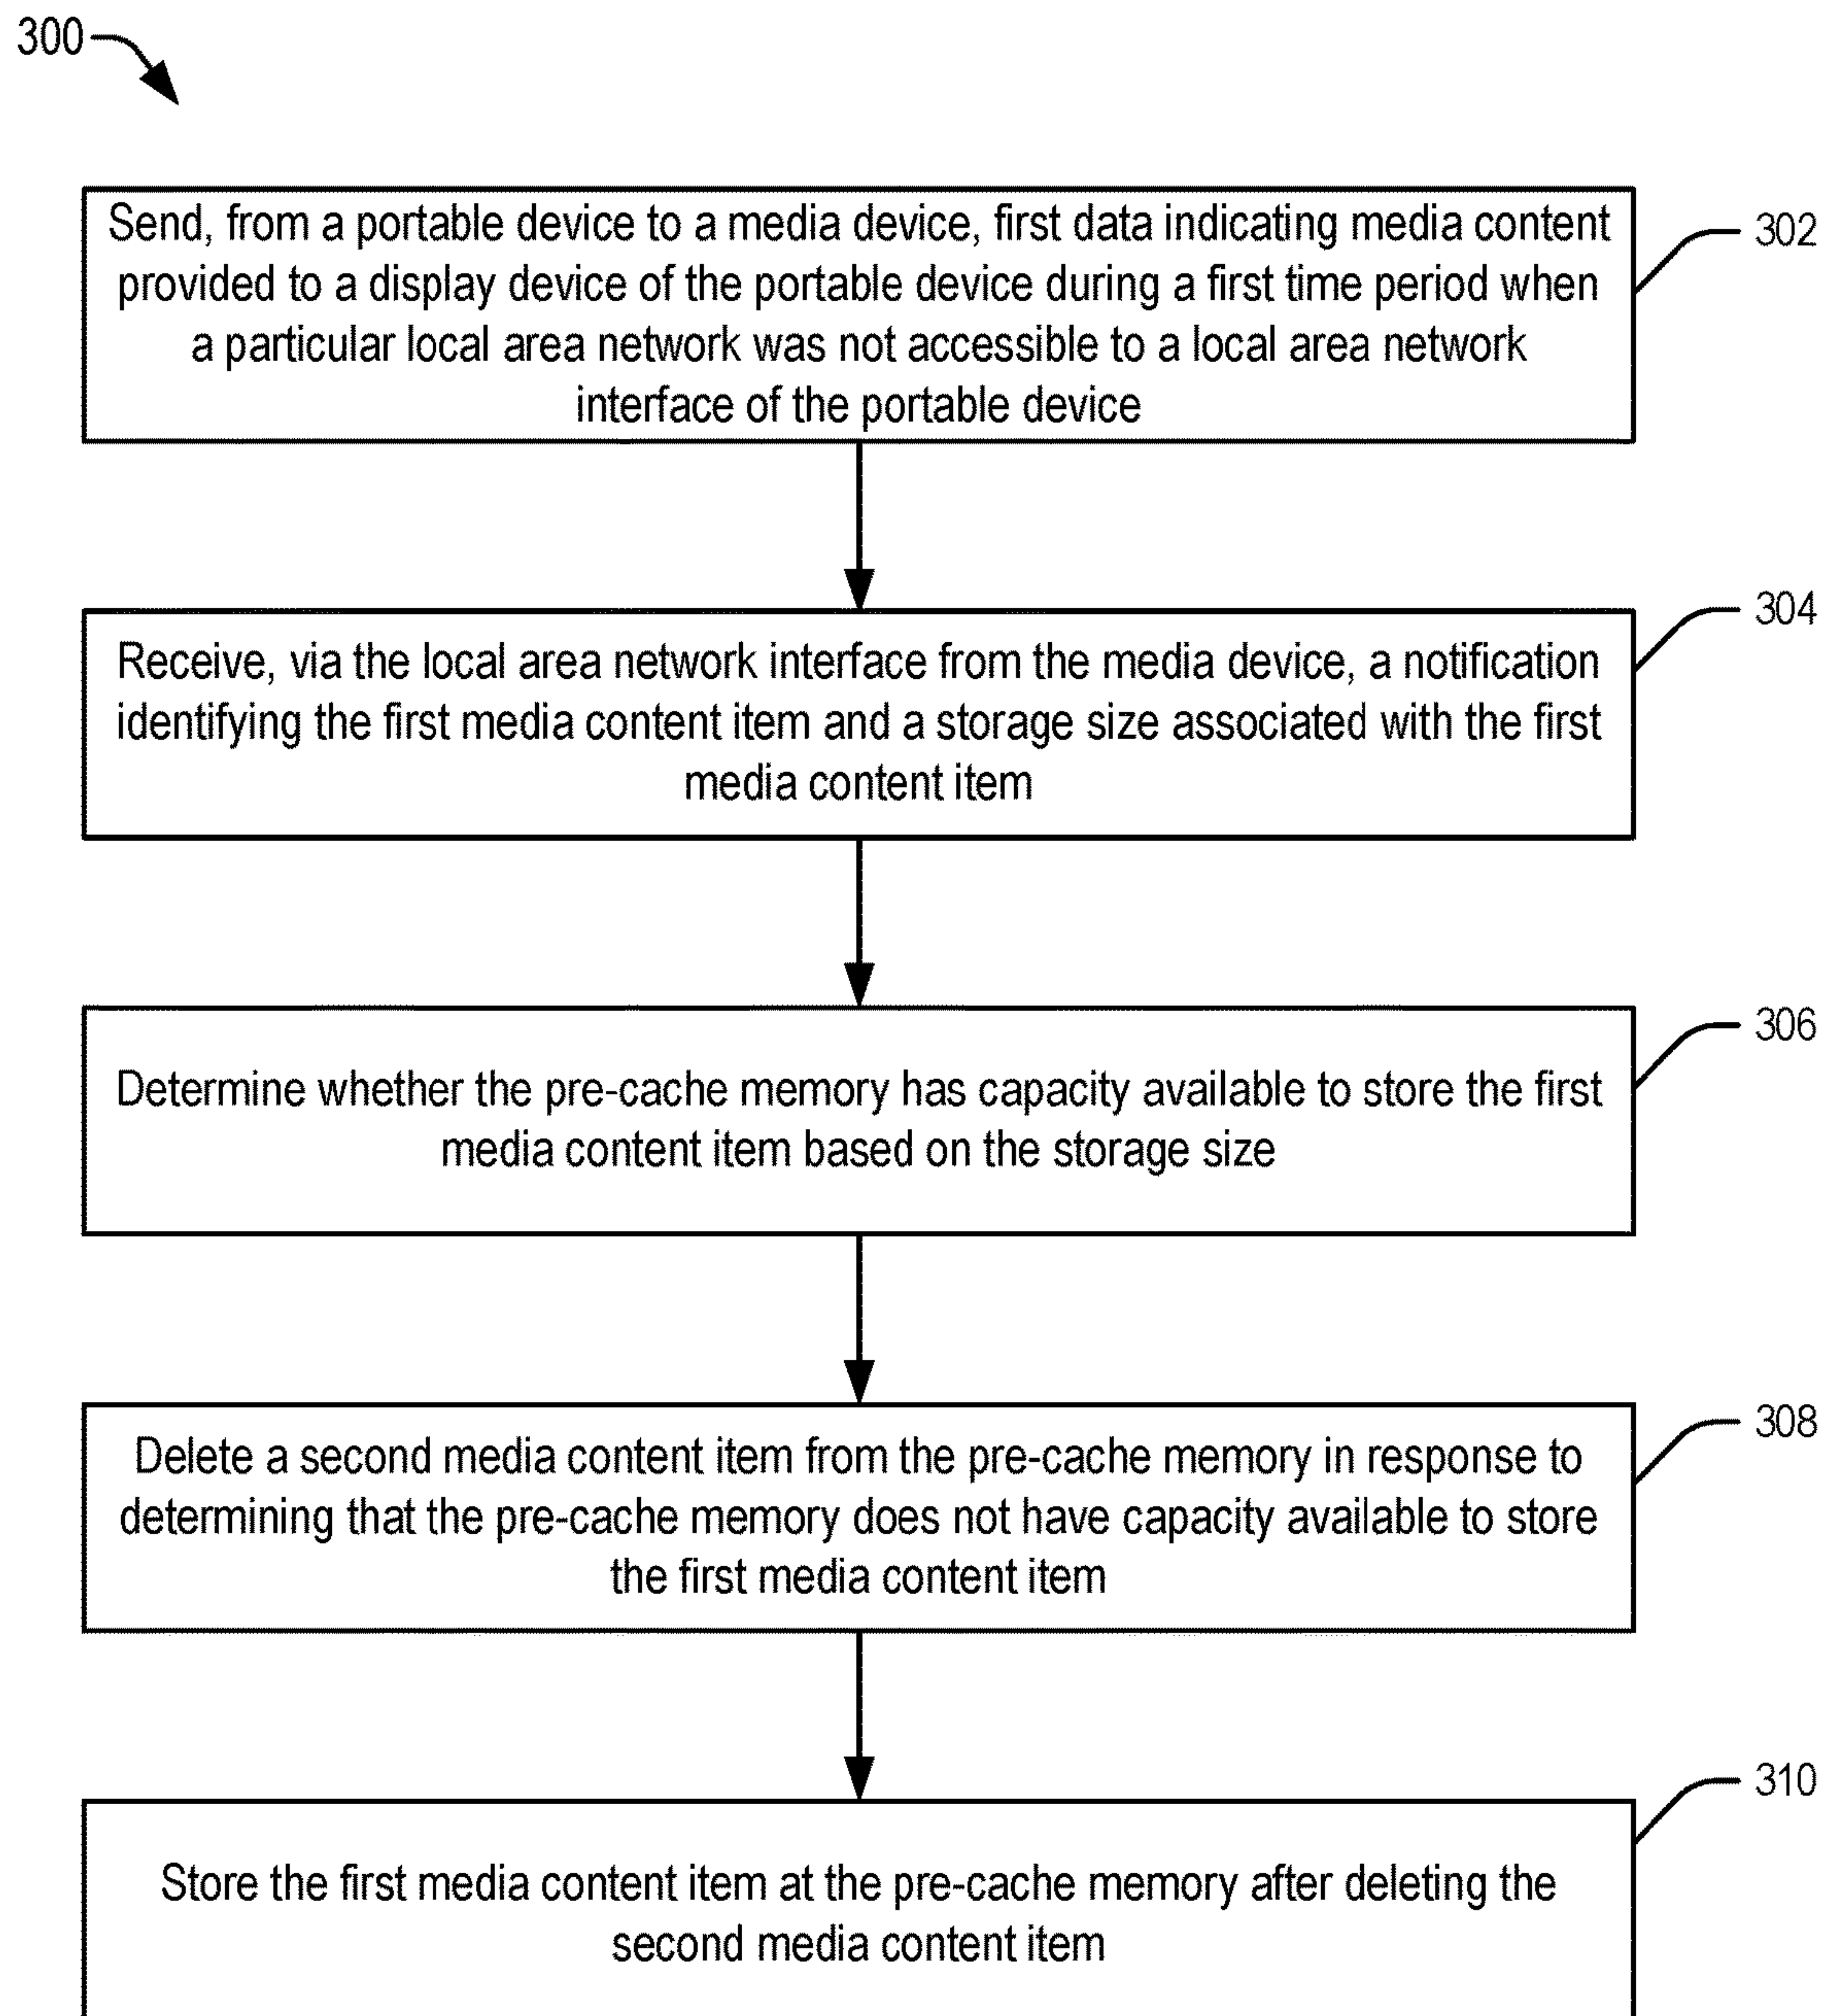 300
Send, from a portable device to a media device, first data indicating media content
provided to a display device of the portable device during a first time period when
a particular local area network was not accessible to a local area network
interface of the portable device
302
Receive, via the local area network interface from the media device, a notification
identifying the first media content item and a storage size associated with the first
media content item
304
Determine whether the pre-cache memory has capacity available to store the first
media content item based on the storage size
306
Delete a second media content item from the pre-cache memory in response to
determining that the pre-cache memory does not have capacity available to store
the first media content item
308
Store the first media content item at the pre-cache memory after deleting the
second media content item
310